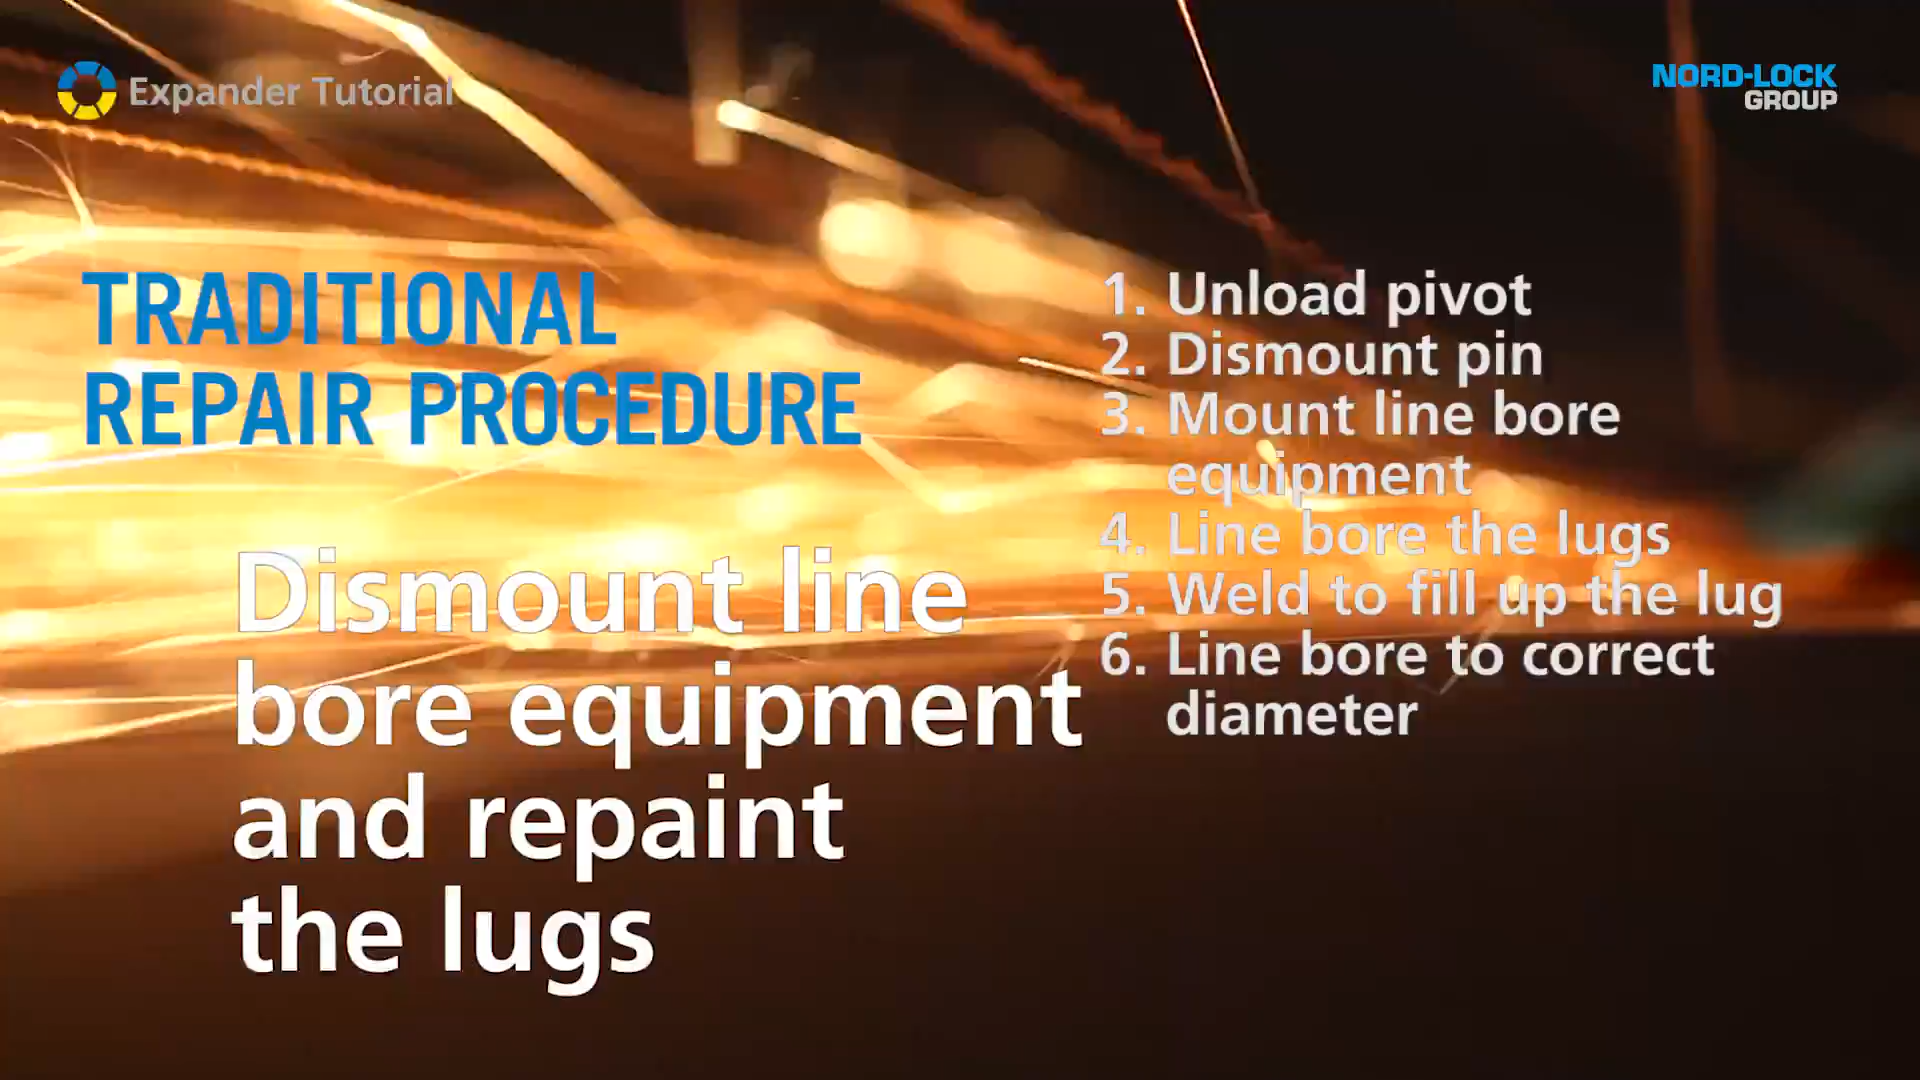 Expander Tutorial
NORD-LOCK
GROUP
TRADITIONAL
REPAIR PROCEDURE
Dismount line
bore equipment
and repaint
the lugs
1. Unload pivot
2. Dismount pin
3. Mount line bore
equipment
4. Line bore the lugs
5. Weld to fill up the lug
6. Line bore to correct
diameter